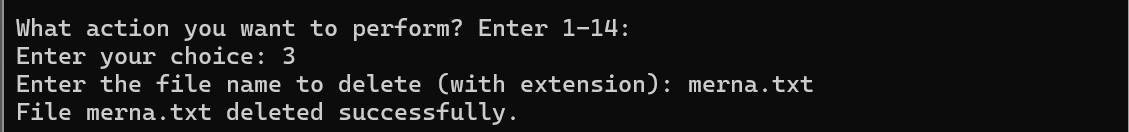 What action you want to perform? Enter 1-14:
Enter your choice: 3
Enter the file name to delete (with extension): merna.txt
File merna.txt deleted successfully.